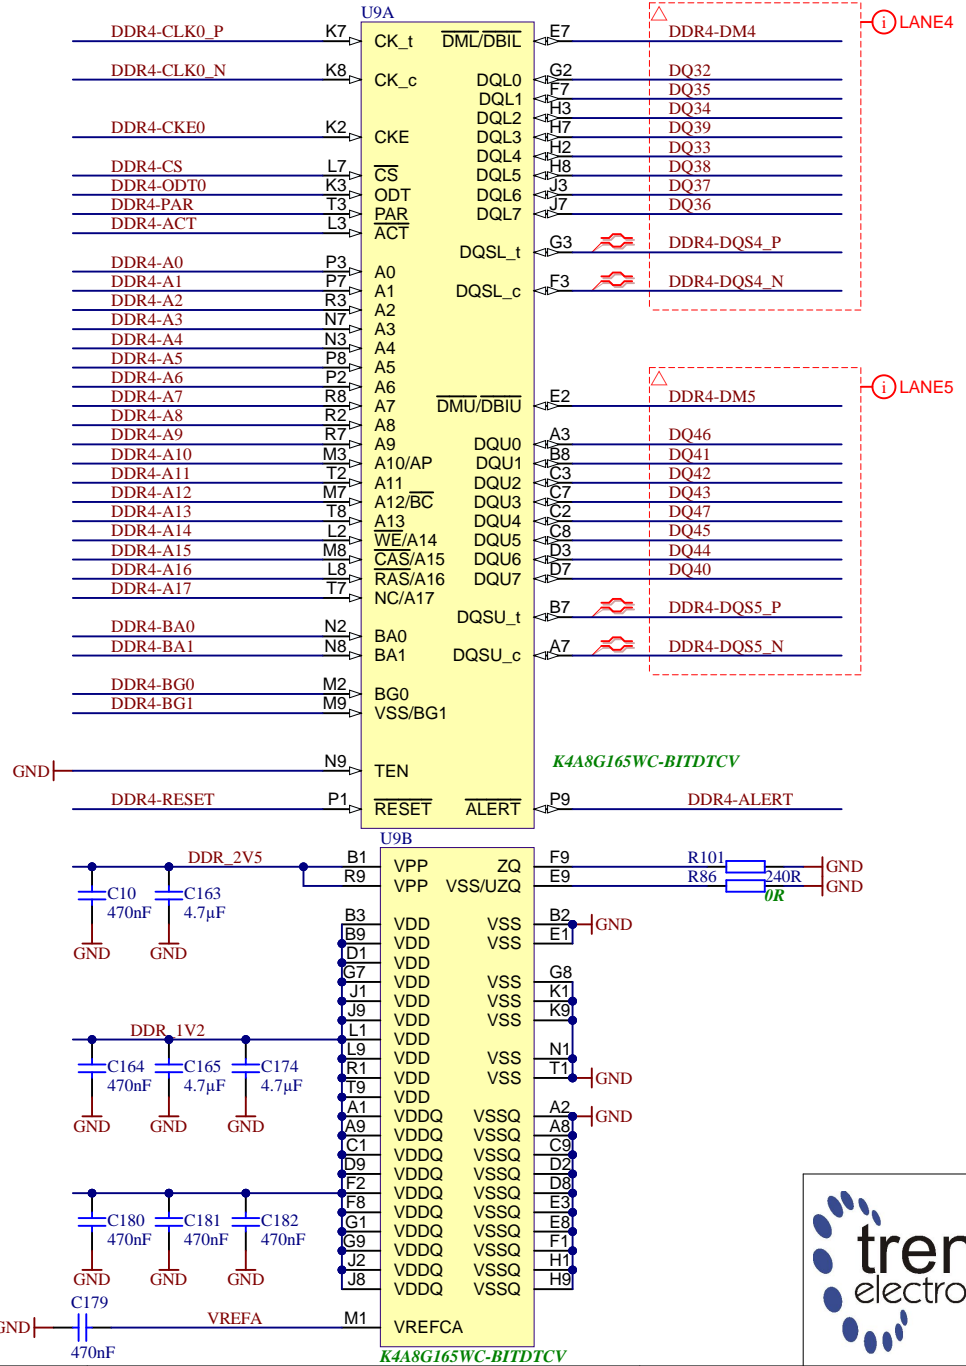 U9A
DDR4-CLK0_P K7 CK_t DML/DBIL E7 DDR4-DM4 LANE4
DDR4-CLK0_N K8 CK_c DQL0 G2 DQ32
DQL1 F7 DQ35
DQL2 H3 DQ34
DDR4-CKE0 K2 CKE DQL3 H7 DQ39
DQL4 H2 DQ33
DDR4-CS L7 CS DQL5 H8 DQ38
DDR4-ODT0 K3 ODT DQL6 J3 DQ37
DDR4-PAR T3 PAR DQL7 J7 DQ36
DDR4-ACT L3 ACT
DQSL_t G3 DDR4-DQS4_P
DDR4-A0 P3 A0
DDR4-A1 P7 A1 DQSL_c F3 DDR4-DQS4_N
DDR4-A2 R3 A2
DDR4-A3 N7 A3
DDR4-A4 N3 A4
DDR4-A5 P8 A5
DDR4-A6 P2 A6 LANE5
DDR4-A7 R8 A7 DMU/DBIU E2 DDR4-DM5
DDR4-A8 R2 A8
DDR4-A9 R7 A9 DQU0 A3 DQ46
DDR4-A10 M3 A10/AP DQU1 B8 DQ41
DDR4-A11 T2 A11 DQU2 C3 DQ42
DDR4-A12 M7 A12/BC DQU3 C7 DQ43
DDR4-A13 T8 A13 DQU4 C2 DQ47
DDR4-A14 L2 WE/A14 DQU5 C8 DQ45
DDR4-A15 M8 CAS/A15 DQU6 D3 DQ44
DDR4-A16 L8 RAS/A16 DQU7 D7 DQ40
DDR4-A17 T7 NC/A17
DQSU_t B7 DDR4-DQS5_P
DDR4-BA0 N2 BA0
DDR4-BA1 N8 BA1 DQSU_c A7 DDR4-DQS5_N
DDR4-BG0 M2 BG0
DDR4-BG1 M9 VSS/BG1
K4A8G165WC-BITDTCV
GND N9 TEN
DDR4-RESET P1 RESET ALERT P9 DDR4-ALERT
U9B
DDR_2V5 B1 VPP ZQ F9 R101 240R GND
R9 VPP VSS/UZQ E9 R86 0R GND
C10 470nF GND
C163 4.7µF GND
B3 VDD VSS B2 GND
B9 VDD VSS E1
D1 VDD
G7 VDD VSS G8
J1 VDD VSS K1
J9 VDD VSS K9
DDR_1V2 L1 VDD
L9 VDD VSS N1
R1 VDD VSS T1 GND
T9 VDD
C164 470nF GND
C165 4.7µF GND
C174 4.7µF GND
A1 VDDQ VSSQ A2 GND
A9 VDDQ VSSQ A8
C1 VDDQ VSSQ C9
D9 VDDQ VSSQ D2
F2 VDDQ VSSQ D8
F8 VDDQ VSSQ E3
G1 VDDQ VSSQ E8
G9 VDDQ VSSQ F1
J2 VDDQ VSSQ H1
J8 VDDQ VSSQ H9
C180 470nF GND
C181 470nF GND
C182 470nF GND
GND C179 470nF VREFA M1 VREFCA
K4A8G165WC-BITDTCV
tren
electro